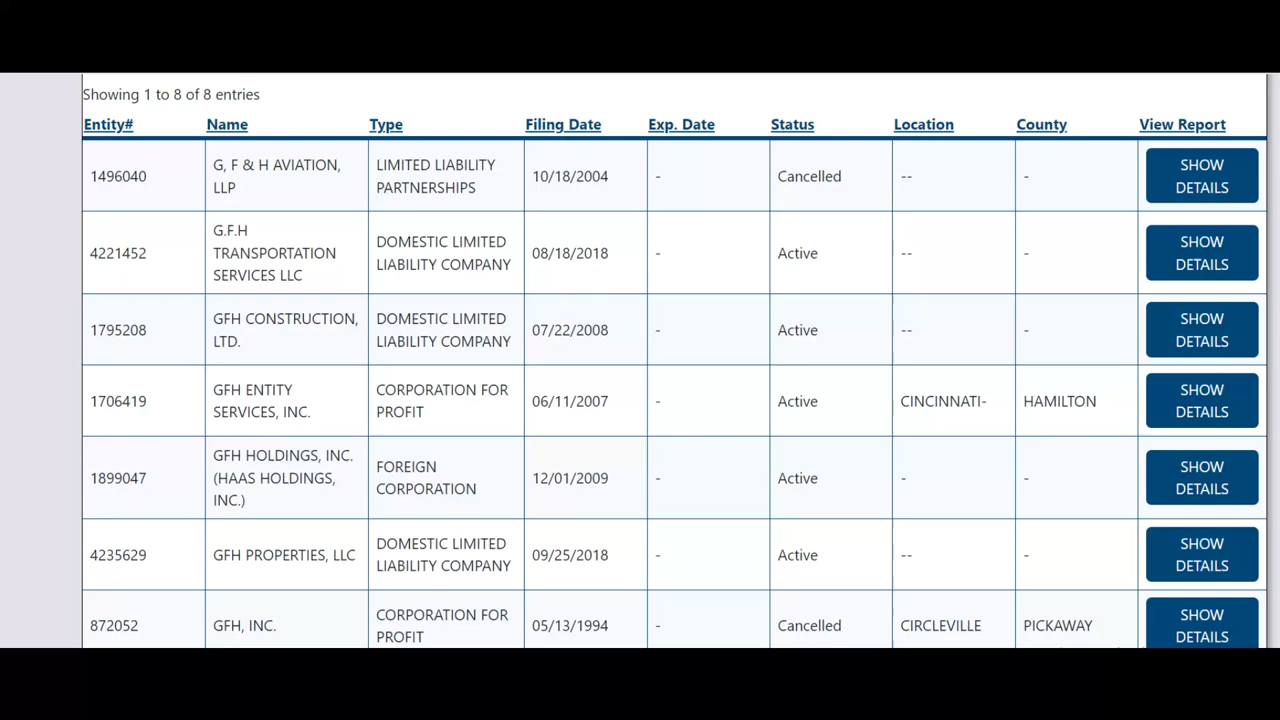 Showing 1 to 8 of 8 entries
Entity# Name Type Filing Date Exp. Date Status Location County View Report
1496040 G, F & H AVIATION, LLP LIMITED LIABILITY PARTNERSHIPS 10/18/2004 - Cancelled -- - SHOW DETAILS
4221452 G.F.H TRANSPORTATION SERVICES LLC DOMESTIC LIMITED LIABILITY COMPANY 08/18/2018 - Active -- - SHOW DETAILS
1795208 GFH CONSTRUCTION, LTD. DOMESTIC LIMITED LIABILITY COMPANY 07/22/2008 - Active -- - SHOW DETAILS
1706419 GFH ENTITY SERVICES, INC. CORPORATION FOR PROFIT 06/11/2007 - Active CINCINNATI- HAMILTON SHOW DETAILS
1899047 GFH HOLDINGS, INC. (HAAS HOLDINGS, INC.) FOREIGN CORPORATION 12/01/2009 - Active - - SHOW DETAILS
4235629 GFH PROPERTIES, LLC DOMESTIC LIMITED LIABILITY COMPANY 09/25/2018 - Active -- - SHOW DETAILS
872052 GFH, INC. CORPORATION FOR PROFIT 05/13/1994 - Cancelled CIRCLEVILLE PICKAWAY SHOW DETAILS